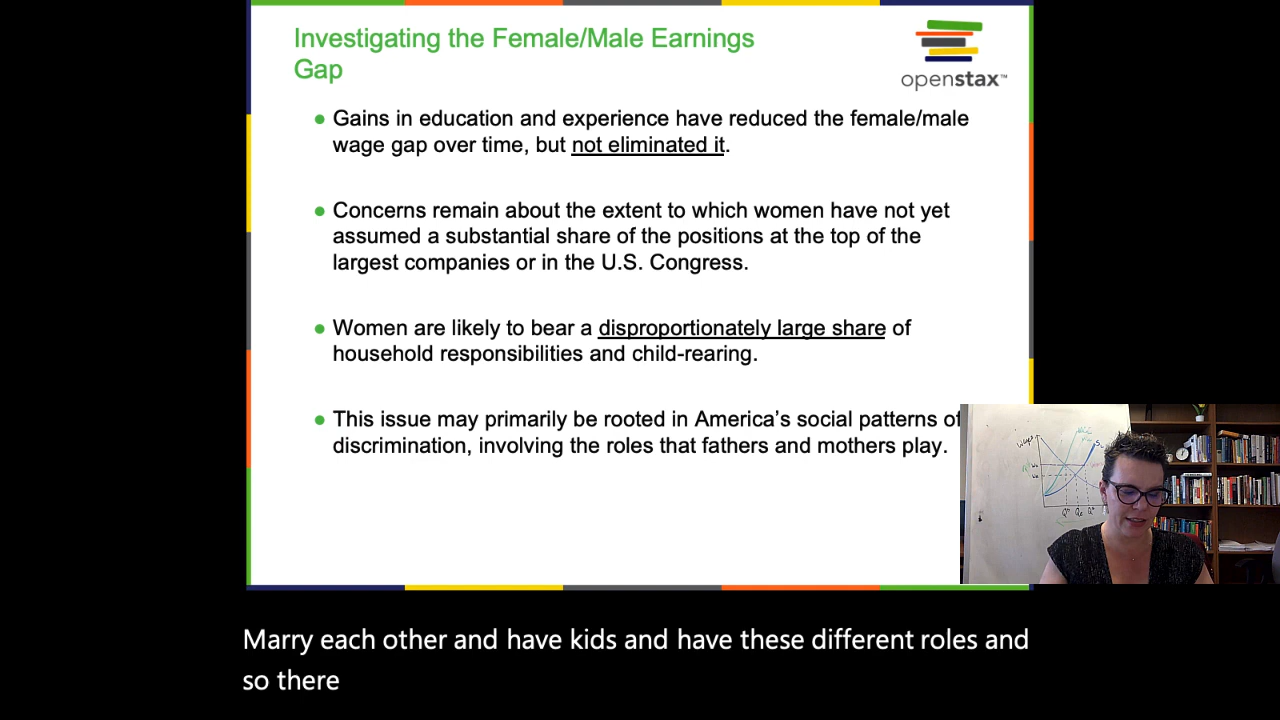 Investigating the Female/Male Earnings
Gap
openstax™
Gains in education and experience have reduced the female/male
wage gap over time, but not eliminated it.
Concerns remain about the extent to which women have not yet
assumed a substantial share of the positions at the top of the
largest companies or in the U.S. Congress.
Women are likely to bear a disproportionately large share of
household responsibilities and child-rearing.
This issue may primarily be rooted in America's social patterns of
discrimination, involving the roles that fathers and mothers play.
Marry each other and have kids and have these different roles and
so there